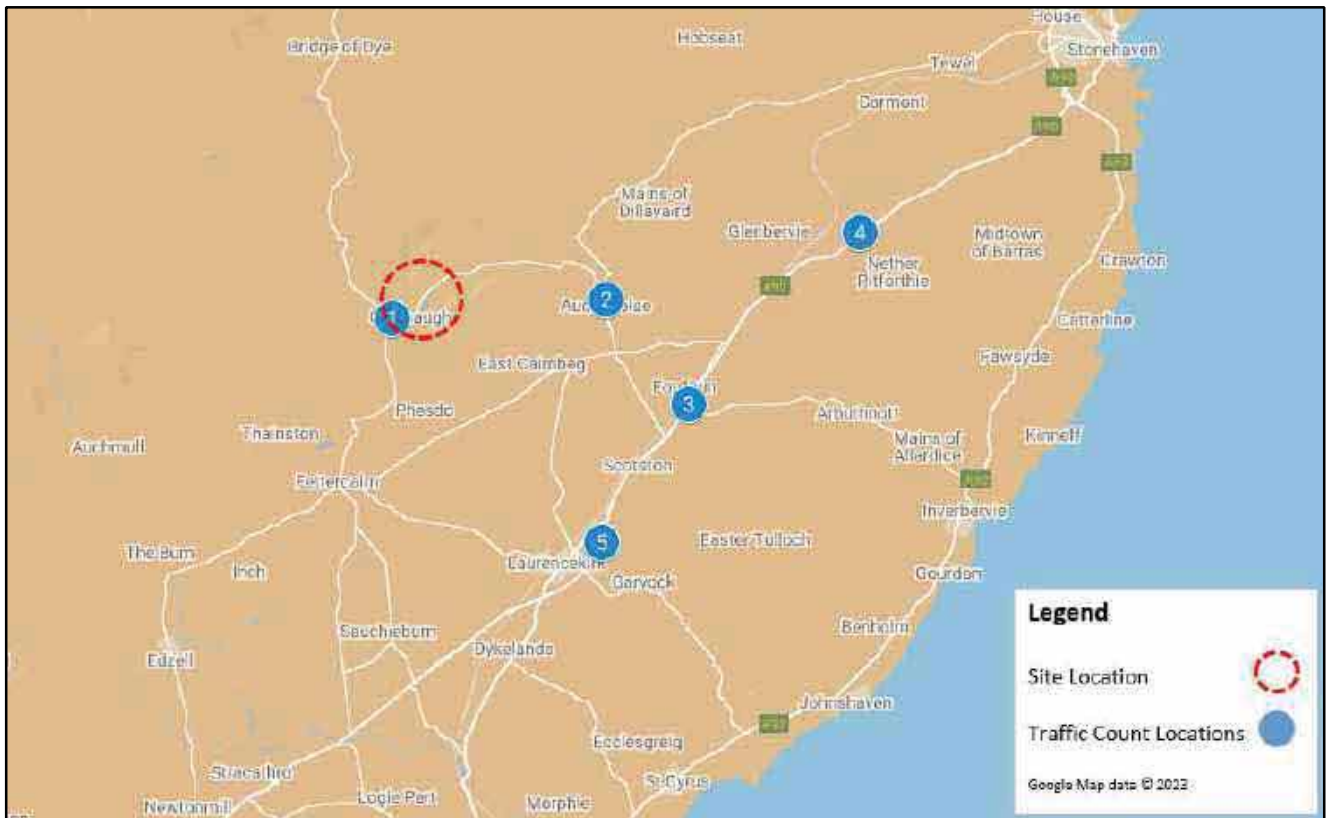 House
Stonehaven
Hobseat
Bridge of Dye
Tewel
Carmont
Mains of
Dillavaird
Glenbervie
4
Nether
Pitforthie
Midtown
of Barras
Crawton
1
2
Catterline
East Cairnbeg
Fawsyde
3
Phesdo
Arbuthnott
Mains of
Allardice
Kinneff
Thainston
Auchmull
Scotston
Fettercairn
Inverbervie
5
Easter Tulloch
The Burn
Inch
Laurencekirk
Garvock
Gourdon
Sauchieburn
Benholm
Edzell
Dykelands
Johnshaven
Ecclesgreig
Stracathro
St Cyrus
Newtonmill
Logie Pert
Morphie
Legend
Site Location
Traffic Count Locations
Google Map data © 2023